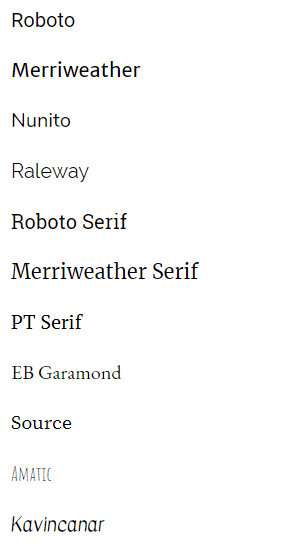 Roboto
Merriweather
Nunito
Raleway
Roboto Serif
Merriweather Serif
PT Serif
EB Garamond
Source
Amatic
Kavincanar